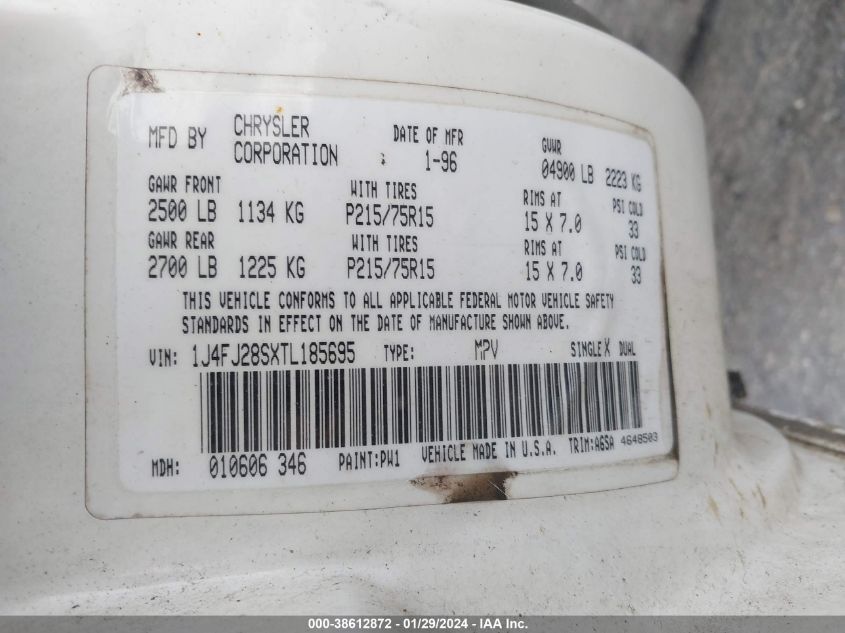 MFD BY CHRYSLER CORPORATION DATE OF MFR 1-96 GVWR 04900 LB 2223 KG
GAWR FRONT WITH TIRES RIMS AT PSI COLD
2500 LB 1134 KG P215/75R15 15 X 7.0 33
GAWR REAR WITH TIRES RIMS AT PSI COLD
2700 LB 1225 KG P215/75R15 15 X 7.0 33
THIS VEHICLE CONFORMS TO ALL APPLICABLE FEDERAL MOTOR VEHICLE SAFETY
STANDARDS IN EFFECT ON THE DATE OF MANUFACTURE SHOWN ABOVE.
VIN: 1J4FJ28SXTL185695 TYPE: MPV SINGLE X DUAL
MDH: 010606 346 PAINT:PW1 VEHICLE MADE IN U.S.A. TRIM:A6SA 4648503
000-38612872 - 01/29/2024 - IAA Inc.